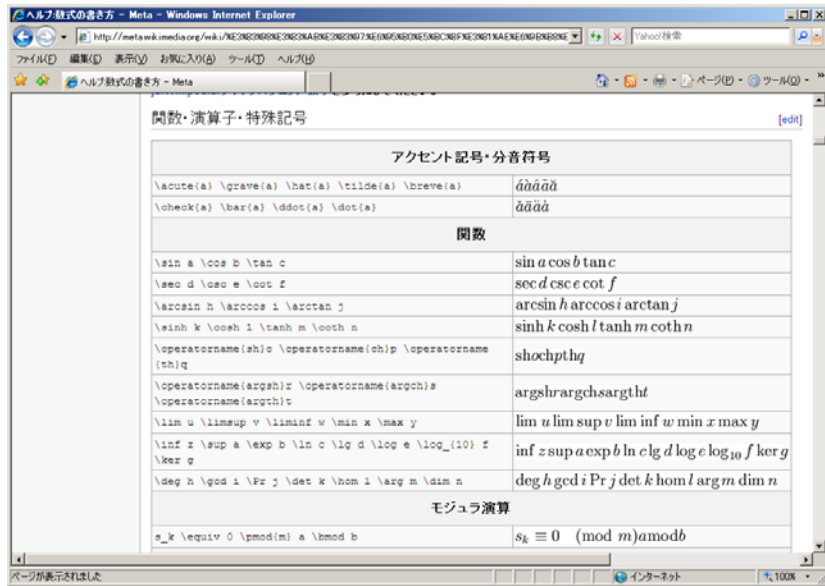 ヘルプ:数式の書き方 - Meta - Windows Internet Explorer
Yahoo!検索
ファイル(F) 編集(E) 表示(V) お気に入り(A) ツール(T) ヘルプ(H)
ヘルプ:数式の書き方 - Meta
ページ(P) ツール(O)
関数・演算子・特殊記号 [edit]
アクセント記号・分音符号
\acute{a} \grave{a} \hat{a} \tilde{a} \breve{a} áàâãă
\check{a} \bar{a} \ddot{a} \dot{a} ǎāäȧ
関数
\sin a \cos b \tan c sin a cos b tan c
\sec d \csc e \cot f sec d csc e cot f
\arcsin h \arccos i \arctan j arcsin h arccos i arctan j
\sinh k \cosh l \tanh m \coth n sinh k cosh l tanh m coth n
\operatorname{sh}o \operatorname{ch}p \operatorname
{th}q
shochpthq
\operatorname{argsh}r \operatorname{argch}s
\operatorname{argth}t
argshrargchsargtht
\lim u \limsup v \liminf w \min x \max y lim u lim sup v lim inf w min x max y
\inf z \sup a \exp b \ln c \lg d \log e \log_{10} f
\ker g
inf z sup a exp b ln c lg d log e log₁₀ f ker g
\deg h \gcd i \Pr j \det k \hom l \arg m \dim n deg h gcd i Pr j det k hom l arg m dim n
モジュラ演算
s_k \equiv 0 \pmod{m} a \bmod b sₖ ≡ 0 (mod m)amodb
ページが表示されました インターネット 100%